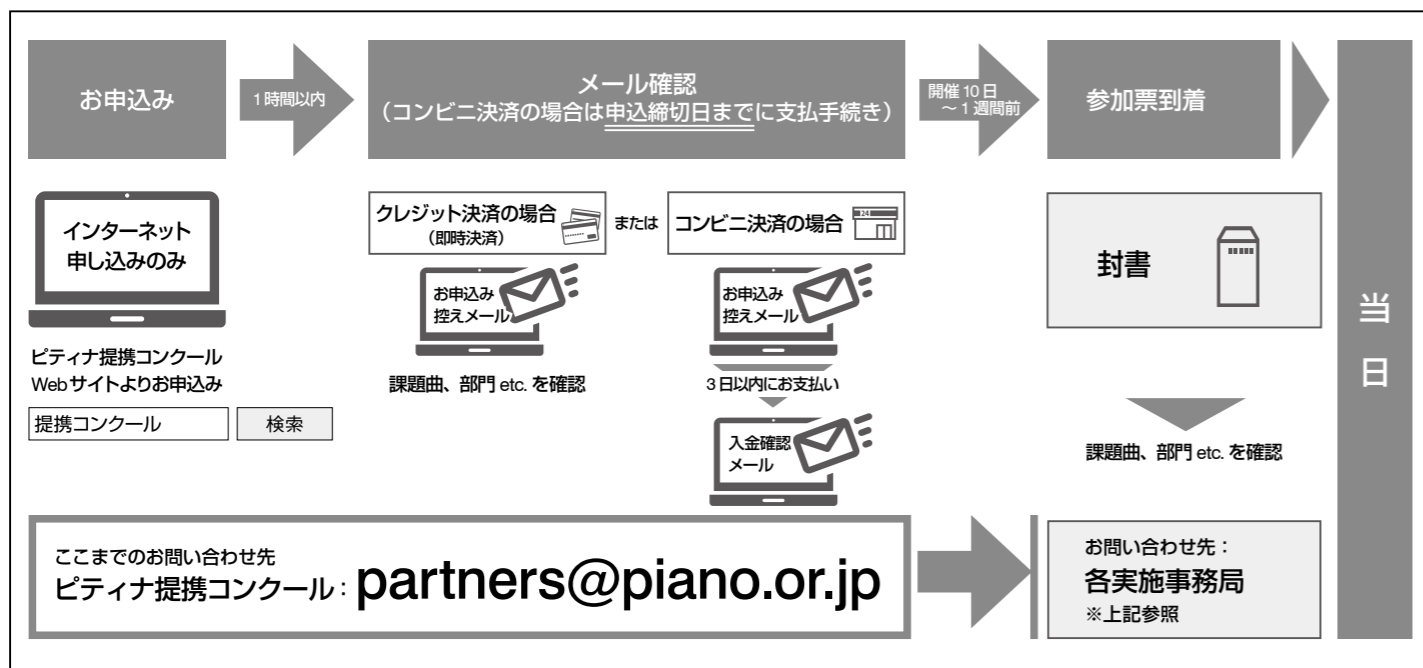 お申込み
1時間以内
メール確認
（コンビニ決済の場合は申込締切日までに支払手続き）
開催10日
～1週間前
参加票到着
インターネット
申し込みのみ
ピティナ提携コンクール
Webサイトよりお申込み
提携コンクール
検索
クレジット決済の場合
（即時決済）
または
コンビニ決済の場合
24
お申込み
控えメール
課題曲、部門 etc. を確認
お申込み
控えメール
3日以内にお支払い
入金確認
メール
封書
課題曲、部門 etc. を確認
当日
ここまでのお問い合わせ先
ピティナ提携コンクール：partners@piano.or.jp
お問い合わせ先：
各実施事務局
※上記参照